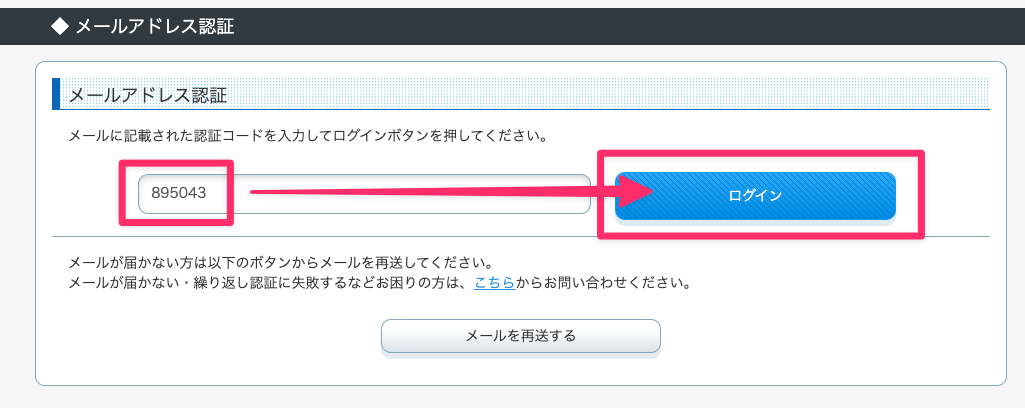 ◆ メールアドレス認証
メールアドレス認証
メールに記載された認証コードを入力してログインボタンを押してください。
895043
ログイン
メールが届かない方は以下のボタンからメールを再送してください。
メールが届かない・繰り返し認証に失敗するなどお困りの方は、こちらからお問い合わせください。
メールを再送する